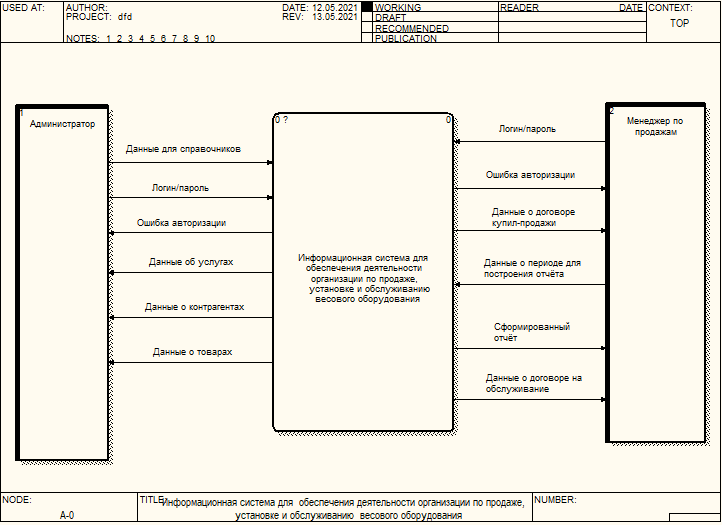 USED AT:
AUTHOR:
DATE: 12.05.2021
PROJECT: dfd
REV: 13.05.2021
NOTES: 1 2 3 4 5 6 7 8 9 10
WORKING
DRAFT
RECOMMENDED
PUBLICATION
READER
DATE
CONTEXT:
TOP
1
Администратор
0 ?
0
2
Менеджер по
продажам
Данные для справочников
Логин/пароль
Ошибка авторизации
Данные об услугах
Данные о контрагентах
Данные о товарах
Информационная система для
обеспечения деятельности
организации по продаже,
установке и обслуживанию
весового оборудования
Логин/пароль
Ошибка авторизации
Данные о договоре
купил-продажи
Данные о периоде для
построения отчёта
Сформированный
отчёт
Данные о договоре на
обслуживание
NODE:
A-0
TITLE:
Информационная система для обеспечения деятельности организации по продаже,
установке и обслуживанию весового оборудования
NUMBER: